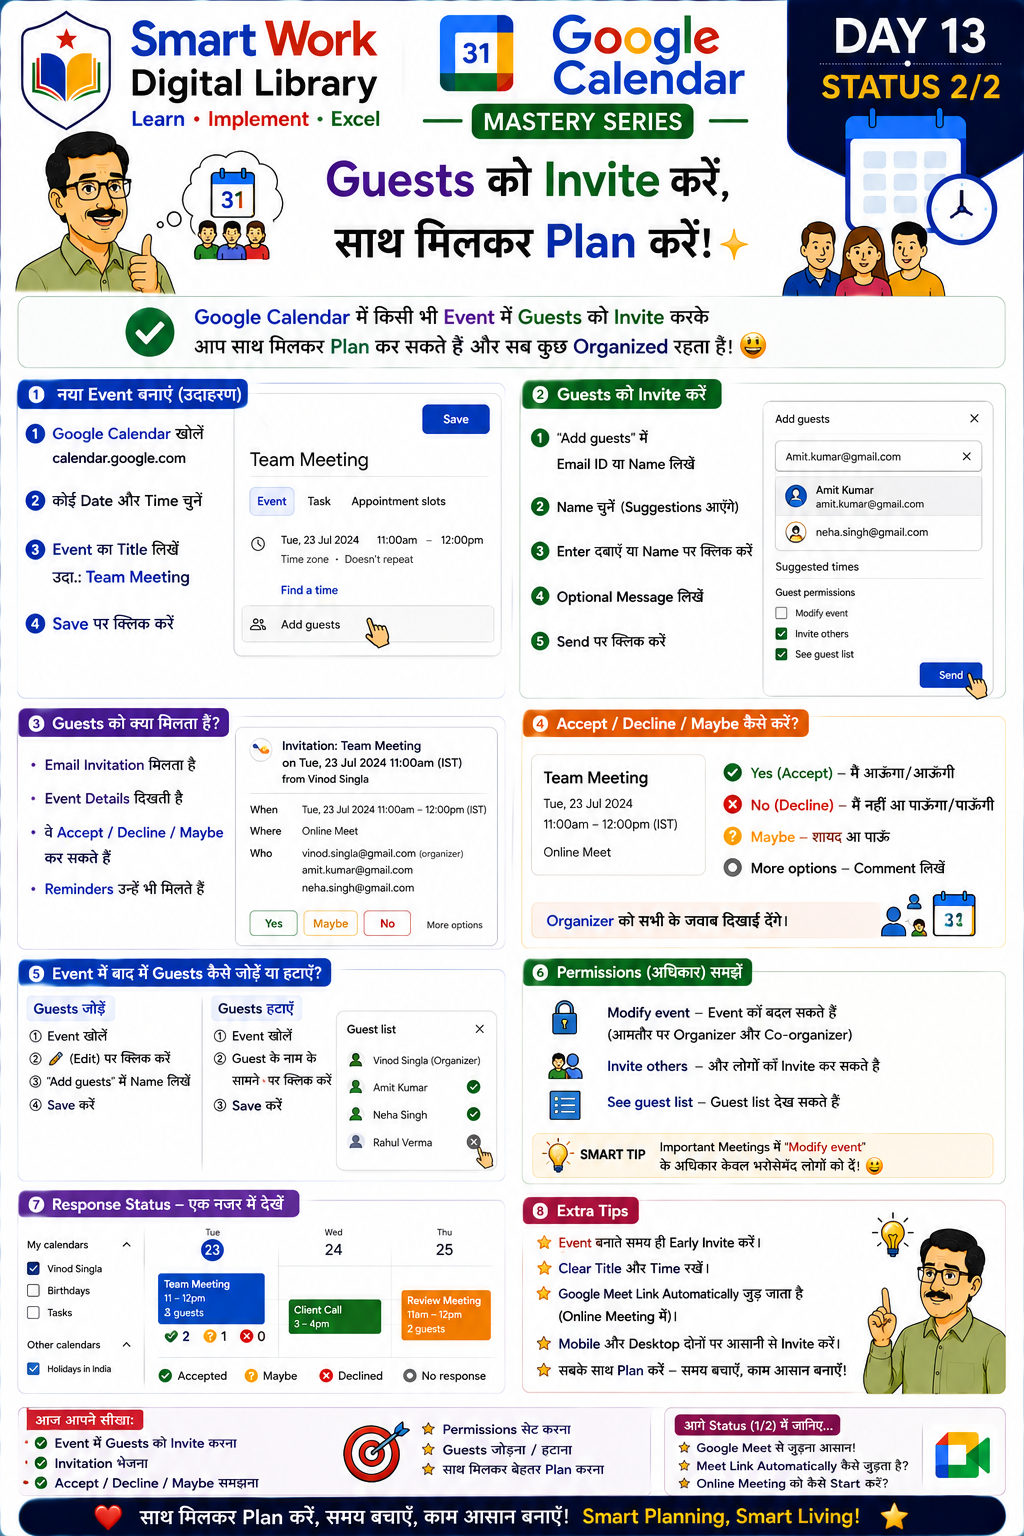 Smart Work
Digital Library
Learn • Implement • Excel
31
Google
Calendar
MASTERY SERIES
DAY 13
STATUS 2/2
31
Guests को Invite करें,
साथ मिलकर Plan करें!
Google Calendar में किसी भी Event में Guests को Invite करके
आप साथ मिलकर Plan कर सकते हैं और सब कुछ Organized रहता है!
1 नया Event बनाएं (उदाहरण)
1 Google Calendar खोलें
calendar.google.com
2 कोई Date और Time चुनें
3 Event का Title लिखें
उदा.: Team Meeting
4 Save पर क्लिक करें
Save
Team Meeting
Event Task Appointment slots
Tue, 23 Jul 2024 11:00am – 12:00pm
Time zone • Doesn't repeat
Find a time
Add guests
2 Guests को Invite करें
1 "Add guests" में
Email ID या Name लिखें
2 Name चुनें (Suggestions आएँगे)
3 Enter दबाएँ या Name पर क्लिक करें
4 Optional Message लिखें
5 Send पर क्लिक करें
Add guests ×
Amit.kumar@gmail.com ×
Amit Kumar
amit.kumar@gmail.com
neha.singh@gmail.com
Suggested times
Guest permissions
Modify event
Invite others
See guest list
Send
3 Guests को क्या मिलता है?
• Email Invitation मिलता है
• Event Details दिखती है
• वे Accept / Decline / Maybe
कर सकते हैं
• Reminders उन्हें भी मिलते हैं
Invitation: Team Meeting
on Tue, 23 Jul 2024 11:00am (IST)
from Vinod Singla
When Tue, 23 Jul 2024 11:00am – 12:00pm (IST)
Where Online Meet
Who vinod.singla@gmail.com (organizer)
amit.kumar@gmail.com
neha.singh@gmail.com
Yes Maybe No More options
4 Accept / Decline / Maybe कैसे करें?
Team Meeting
Tue, 23 Jul 2024
11:00am – 12:00pm (IST)
Online Meet
Yes (Accept) – मैं आऊँगा/आऊँगी
No (Decline) – मैं नहीं आ पाऊँगा/पाऊँगी
Maybe – शायद आ पाऊँ
More options – Comment लिखें
Organizer को सभी के जवाब दिखाई देंगे।
5 Event में बाद में Guests कैसे जोड़ें या हटाएँ?
Guests जोड़ें
① Event खोलें
② (Edit) पर क्लिक करें
③ "Add guests" में Name लिखें
④ Save करें
Guests हटाएँ
① Event खोलें
② Guest के नाम के
सामने · पर क्लिक करें
③ Save करें
Guest list ×
Vinod Singla (Organizer)
Amit Kumar
Neha Singh
Rahul Verma
6 Permissions (अधिकार) समझें
Modify event – Event को बदल सकते हैं
(आमतौर पर Organizer और Co-organizer)
Invite others – और लोगों को Invite कर सकते है
See guest list – Guest list देख सकते हैं
SMART TIP
Important Meetings में "Modify event"
के अधिकार केवल भरोसेमंद लोगों को दें!
7 Response Status – एक नजर में देखें
My calendars
Vinod Singla
Birthdays
Tasks
Other calendars
Holidays in India
Tue
23
Wed
24
Thu
25
Team Meeting
11 – 12pm
3 guests
2 1 0
Client Call
3 – 4pm
Review Meeting
11am – 12pm
2 guests
Accepted Maybe Declined No response
8 Extra Tips
Event बनाते समय ही Early Invite करें।
Clear Title और Time रखें।
Google Meet Link Automatically जुड़ जाता है
(Online Meeting में)।
Mobile और Desktop दोनों पर आसानी से Invite करें।
सबके साथ Plan करें – समय बचाएँ, काम आसान बनाएँ!
आज आपने सीखा:
Event में Guests को Invite करना
Invitation भेजना
Accept / Decline / Maybe समझना
Permissions सेट करना
Guests जोड़ना / हटाना
साथ मिलकर बेहतर Plan करना
आगे Status (1/2) में जानिए...
Google Meet से जुड़ना आसान!
Meet Link Automatically कैसे जुड़ता है?
Online Meeting को कैसे Start करें?
साथ मिलकर Plan करें, समय बचाएँ, काम आसान बनाएँ! Smart Planning, Smart Living!